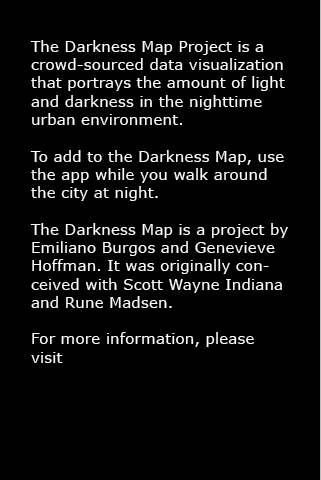 The Darkness Map Project is a
crowd-sourced data visualization
that portrays the amount of light
and darkness in the nighttime
urban environment.
To add to the Darkness Map, use
the app while you walk around
the city at night.
The Darkness Map is a project by
Emiliano Burgos and Genevieve
Hoffman. It was originally con-
ceived with Scott Wayne Indiana
and Rune Madsen.
For more information, please
visit